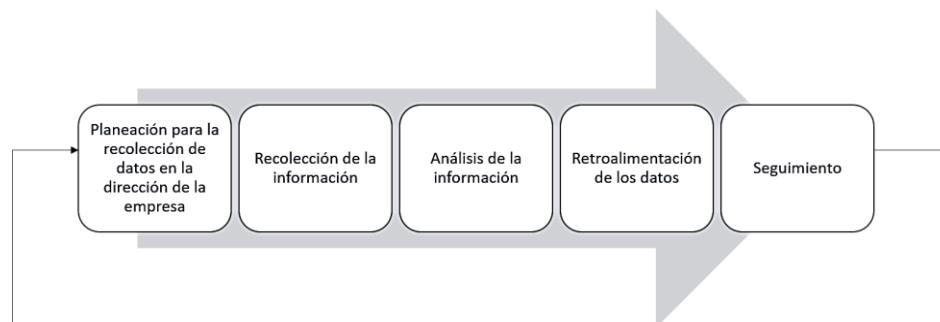 Planeación para la
recolección de
datos en la
dirección de la
empresa
Recolección de la
información
Análisis de la
información
Retroalimentación
de los datos
Seguimiento